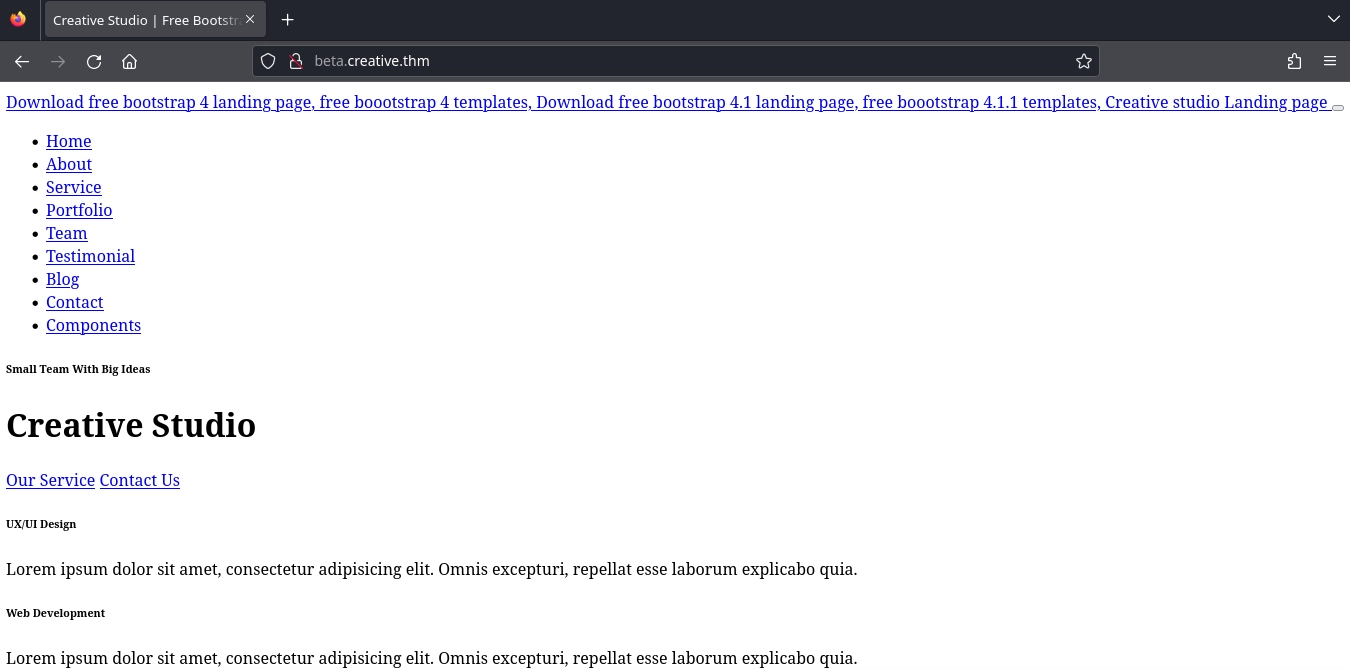 Creative Studio | Free Bootstr
beta.creative.thm
Download free bootstrap 4 landing page, free boootstrap 4 templates, Download free bootstrap 4.1 landing page, free boootstrap 4.1.1 templates, Creative studio Landing page
Home
About
Service
Portfolio
Team
Testimonial
Blog
Contact
Components
Small Team With Big Ideas
Creative Studio
Our Service Contact Us
UX/UI Design
Lorem ipsum dolor sit amet, consectetur adipisicing elit. Omnis excepturi, repellat esse laborum explicabo quia.
Web Development
Lorem ipsum dolor sit amet, consectetur adipisicing elit. Omnis excepturi, repellat esse laborum explicabo quia.